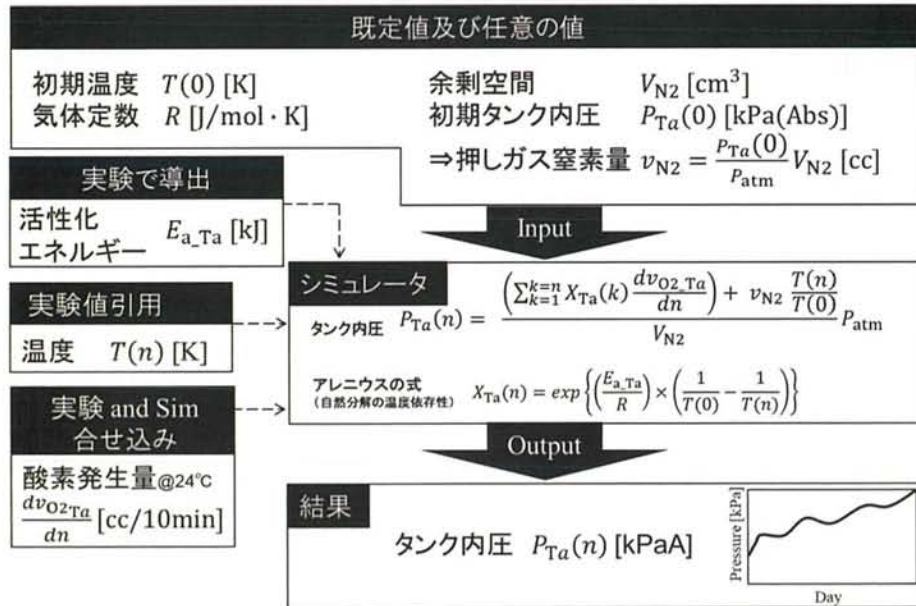 既定値及び任意の値
初期温度 T(0) [K]
気体定数 R [J/mol · K]
余剰空間 V_N2 [cm³]
初期タンク内圧 P_Ta(0) [kPa(Abs)]
⇒押しガス窒素量 v_N2 = P_Ta(0)/P_atm V_N2 [cc]
実験で導出
活性化
エネルギー E_a_Ta [kJ]
Input
実験値引用
温度 T(n) [K]
シミュレータ
タンク内圧 P_Ta(n) = ((∑_{k=1}^{k=n} X_Ta(k) dv_O2_Ta/dn) + v_N2 T(n)/T(0))/V_N2 P_atm
アレニウスの式
(自然分解の温度依存性) X_Ta(n) = exp{(E_a_Ta/R) × (1/T(0) − 1/T(n))}
実験 and Sim
合せ込み
酸素発生量@24℃
dv_O2_Ta/dn [cc/10min]
Output
結果
タンク内圧 P_Ta(n) [kPaA]
Pressure [kPa]
Day